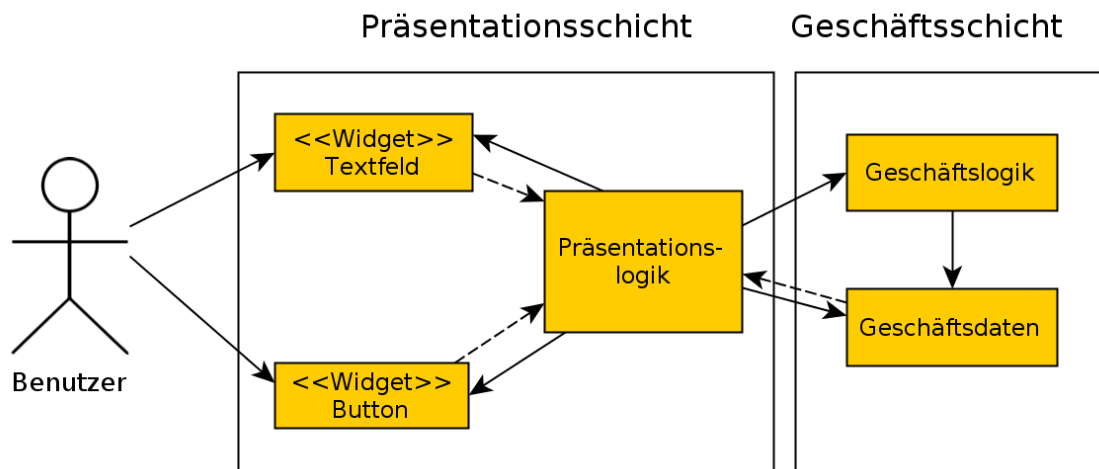 Präsentationsschicht
Geschäftsschicht
<<Widget>>
Textfeld
Geschäftslogik
Präsentations-
logik
Geschäftsdaten
Benutzer
<<Widget>>
Button